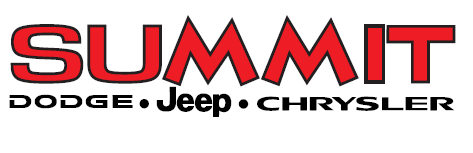 SUMMIT
DODGE • Jeep • CHRYSLER